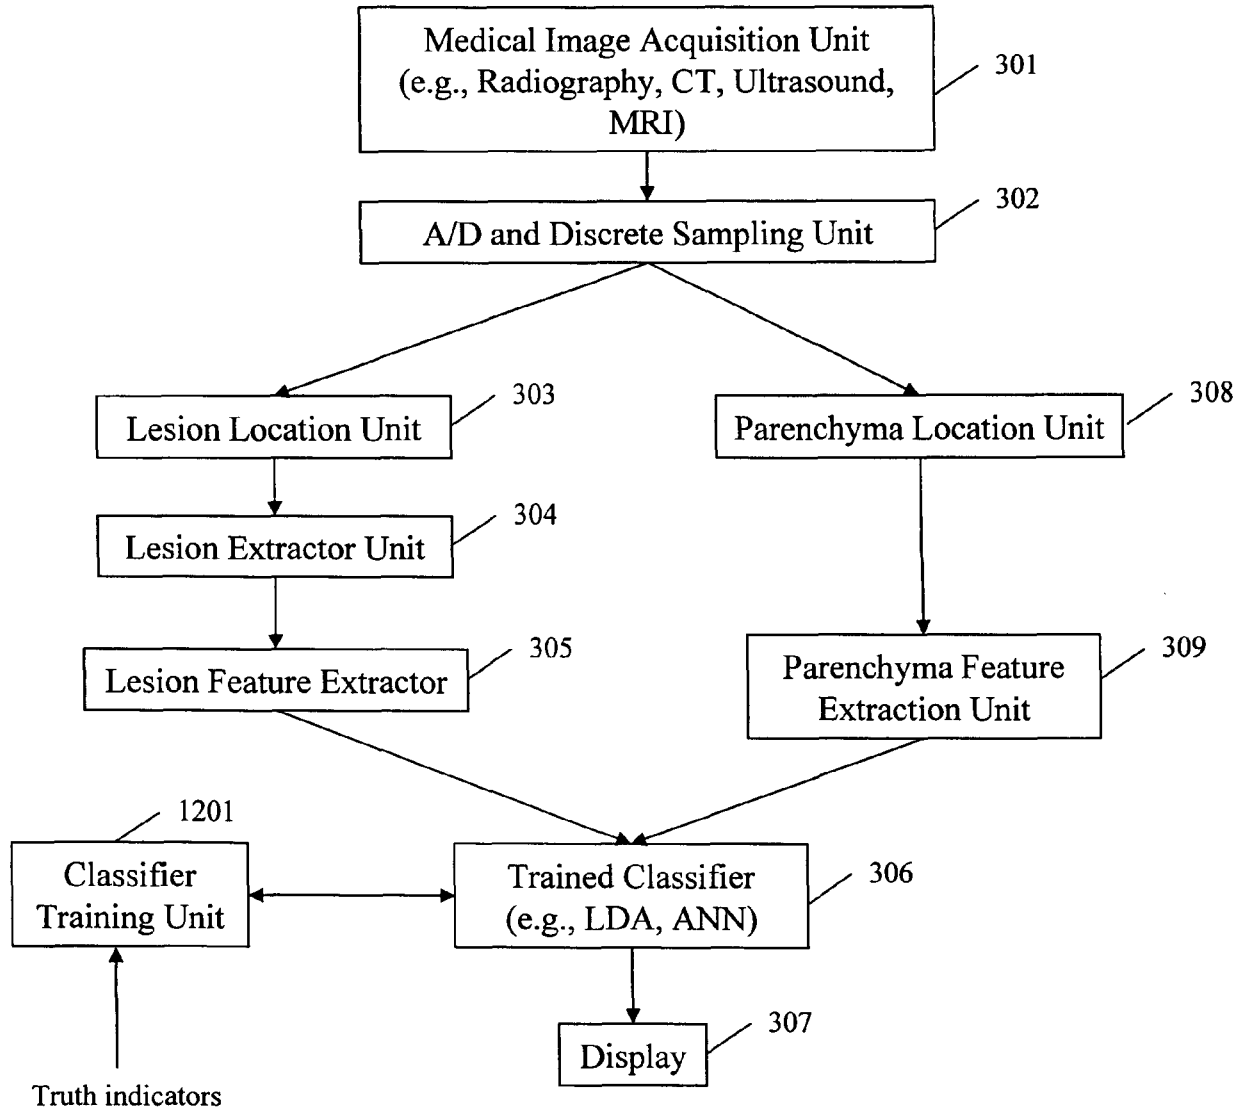 Medical Image Acquisition Unit
(e.g., Radiography, CT, Ultrasound,
MRI)
301
A/D and Discrete Sampling Unit
302
Lesion Location Unit
303
Parenchyma Location Unit
308
Lesion Extractor Unit
304
Lesion Feature Extractor
305
Parenchyma Feature
Extraction Unit
309
Classifier
Training Unit
1201
Trained Classifier
(e.g., LDA, ANN)
306
Display
307
Truth indicators